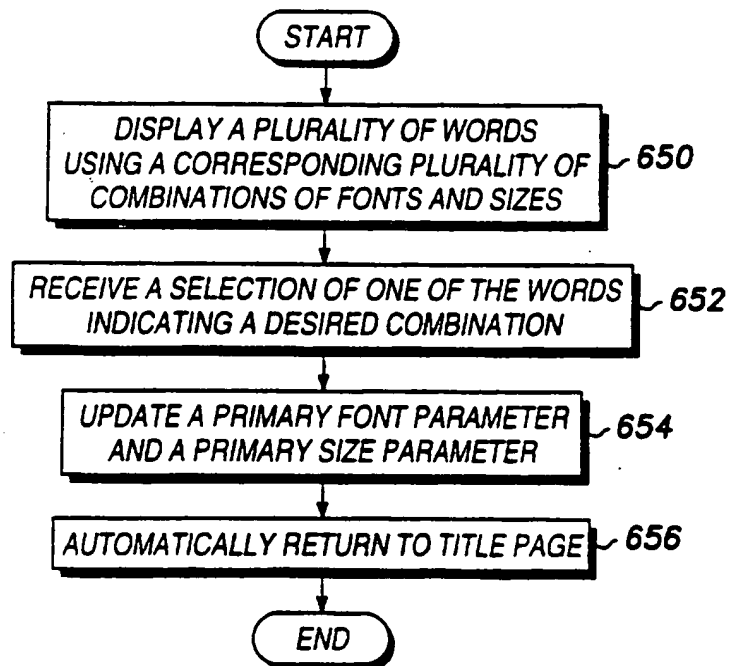 START
DISPLAY A PLURALITY OF WORDS
USING A CORRESPONDING PLURALITY OF
COMBINATIONS OF FONTS AND SIZES
650
RECEIVE A SELECTION OF ONE OF THE WORDS
INDICATING A DESIRED COMBINATION
652
UPDATE A PRIMARY FONT PARAMETER
AND A PRIMARY SIZE PARAMETER
654
AUTOMATICALLY RETURN TO TITLE PAGE
656
END